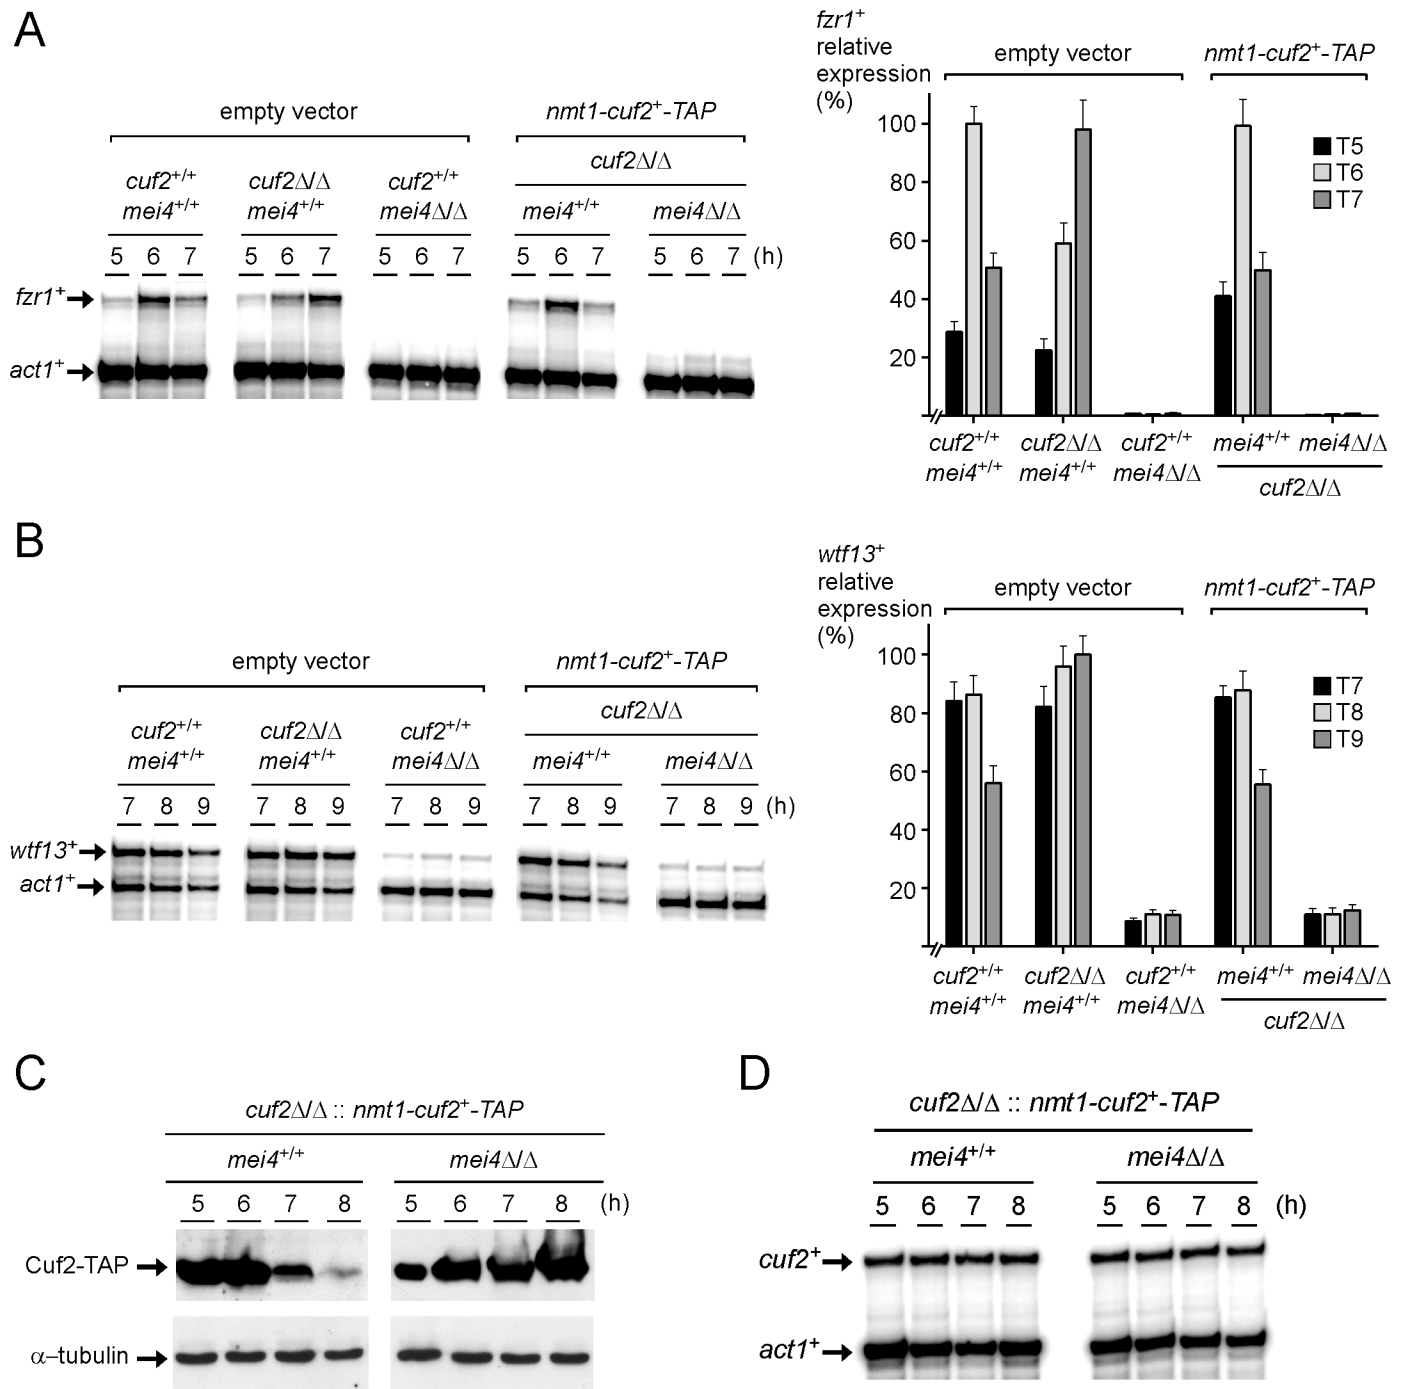 A
empty vector
nmt1-cuf2+-TAP
cuf2Δ/Δ
cuf2+/+ cuf2Δ/Δ cuf2+/+
mei4+/+ mei4+/+ mei4Δ/Δ mei4+/+ mei4Δ/Δ
5 6 7 5 6 7 5 6 7 5 6 7 5 6 7 (h)
fzr1+
act1+
fzr1+
relative
expression
(%)
empty vector
nmt1-cuf2+-TAP
100
80
60
40
20
T5
T6
T7
cuf2+/+ cuf2Δ/Δ cuf2+/+ mei4+/+ mei4Δ/Δ
mei4+/+ mei4+/+ mei4Δ/Δ
cuf2Δ/Δ
B
empty vector
nmt1-cuf2+-TAP
cuf2Δ/Δ
cuf2+/+ cuf2Δ/Δ cuf2+/+
mei4+/+ mei4+/+ mei4Δ/Δ mei4+/+ mei4Δ/Δ
7 8 9 7 8 9 7 8 9 7 8 9 7 8 9 (h)
wtf13+
act1+
wtf13+
relative
expression
(%)
empty vector
nmt1-cuf2+-TAP
100
80
60
40
20
T7
T8
T9
cuf2+/+ cuf2Δ/Δ cuf2+/+ mei4+/+ mei4Δ/Δ
mei4+/+ mei4+/+ mei4Δ/Δ
cuf2Δ/Δ
C
cuf2Δ/Δ :: nmt1-cuf2+-TAP
mei4+/+ mei4Δ/Δ
5 6 7 8 5 6 7 8 (h)
Cuf2-TAP
α–tubulin
D
cuf2Δ/Δ :: nmt1-cuf2+-TAP
mei4+/+ mei4Δ/Δ
5 6 7 8 5 6 7 8 (h)
cuf2+
act1+